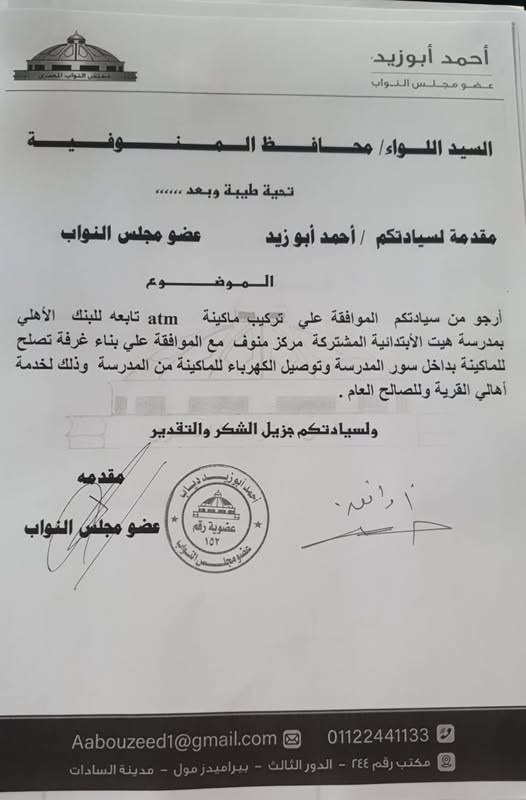 أحمد أبوزيد
عضو مجلس النواب
مجلس النواب المصري
السيد اللواء/ محافظ المنوفية
تحية طيبة وبعد ,,,,,,
مقدمة لسيادتكم / أحمد أبو زيد عضو مجلس النواب
الموضوع
أرجو من سيادتكم الموافقة علي تركيب ماكينة atm تابعه للبنك الأهلي
بمدرسة هيت الأبتدائية المشتركة مركز منوف مع الموافقة علي بناء غرفة تصلح
للماكينة بداخل سور المدرسة وتوصيل الكهرباء للماكينة من المدرسة وذلك لخدمة
أهالي القرية وللصالح العام .
ولسيادتكم جزيل الشكر والتقدير
مقدمه
عضو مجلس النواب
أحمد أبوزيد دياب
عضوية رقم
١٥٢
عضو مجلس النواب
أوافق
01122441133
Aabouzeed1@gmail.com
مكتب رقم ٢٤٤ - الدور الثالث - بيراميدز مول - مدينة السادات